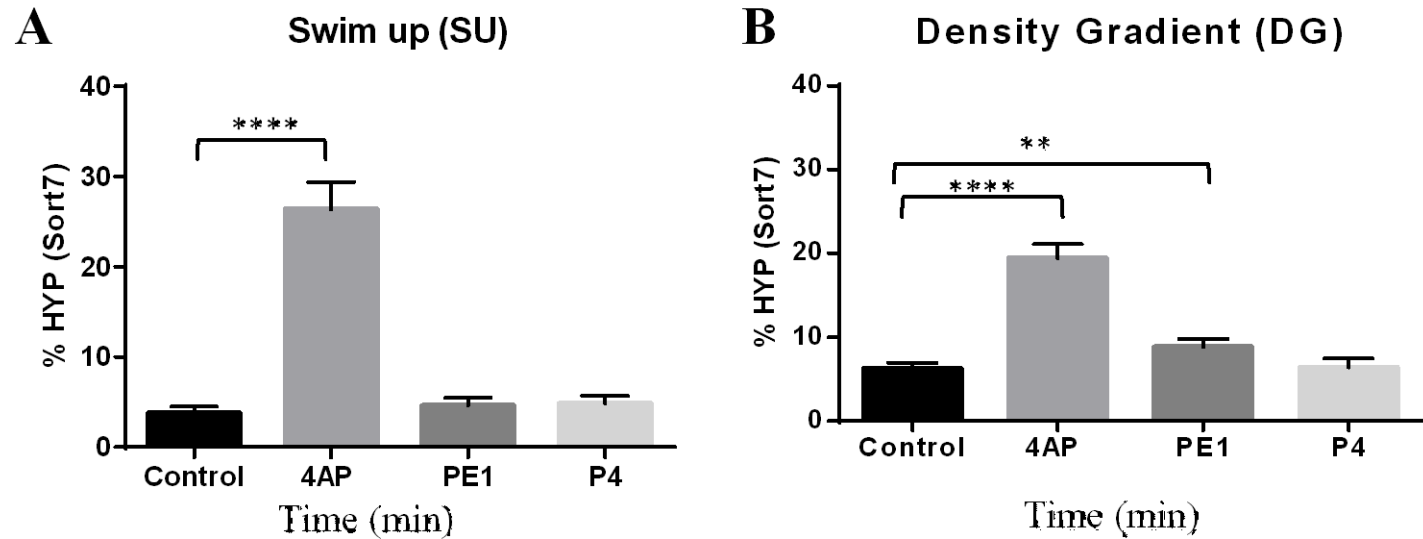 A
Swim up (SU)
% HYP (Sort7)
40
30
20
10
0
****
Control
4AP
PE1
P4
Time (min)
B
Density Gradient (DG)
% HYP (Sort7)
40
30
20
10
0
**
****
Control
4AP
PE1
P4
Time (min)